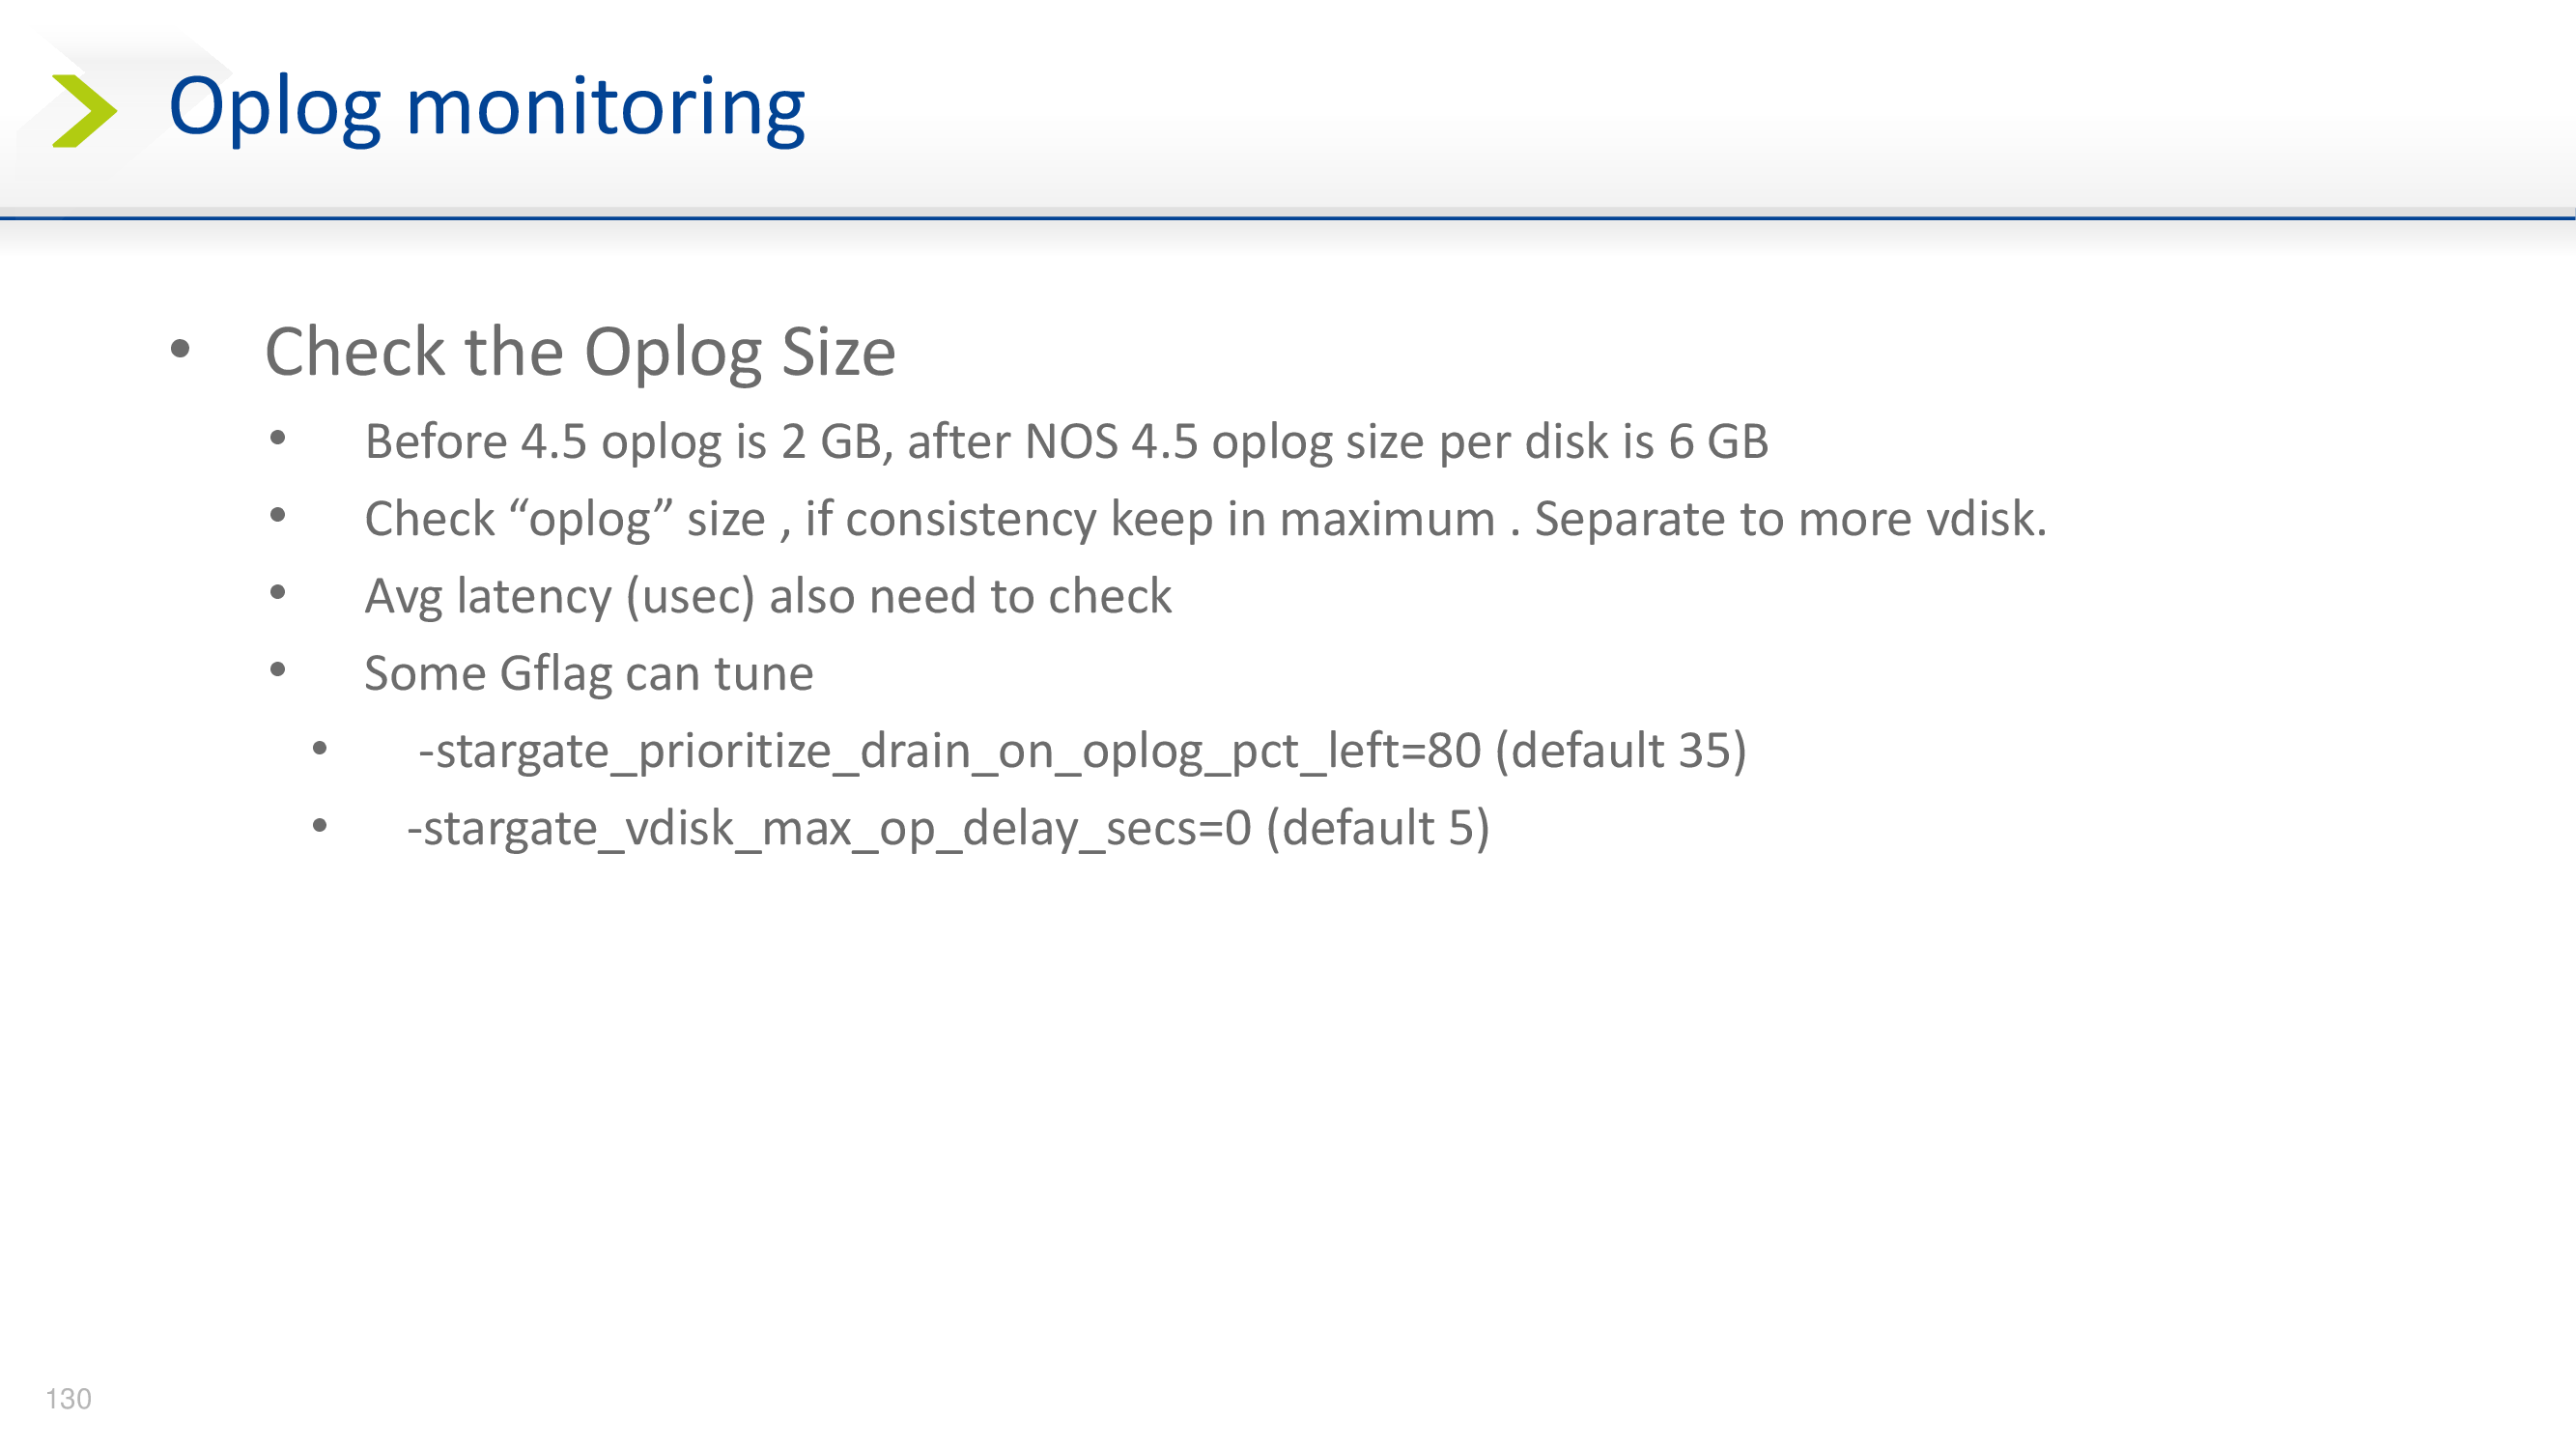 Oplog monitoring
• Check the Oplog Size
• Before 4.5 oplog is 2 GB, after NOS 4.5 oplog size per disk is 6 GB
• Check “oplog” size , if consistency keep in maximum . Separate to more vdisk.
• Avg latency (usec) also need to check
• Some Gflag can tune
• -stargate_prioritize_drain_on_oplog_pct_left=80 (default 35)
• -stargate_vdisk_max_op_delay_secs=0 (default 5)
130